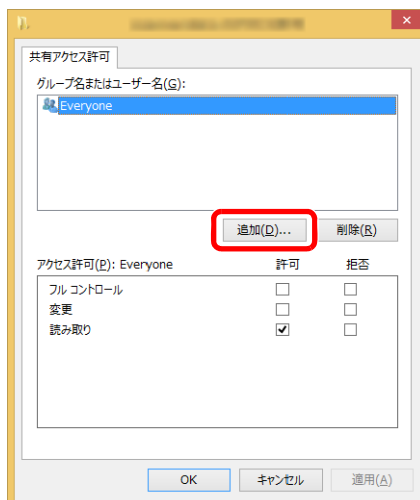 共有アクセス許可
グループ名またはユーザー名(G):
Everyone
追加(D)... 削除(R)
アクセス許可(P): Everyone 許可 拒否
フル コントロール
変更
読み取り
OK キャンセル 適用(A)